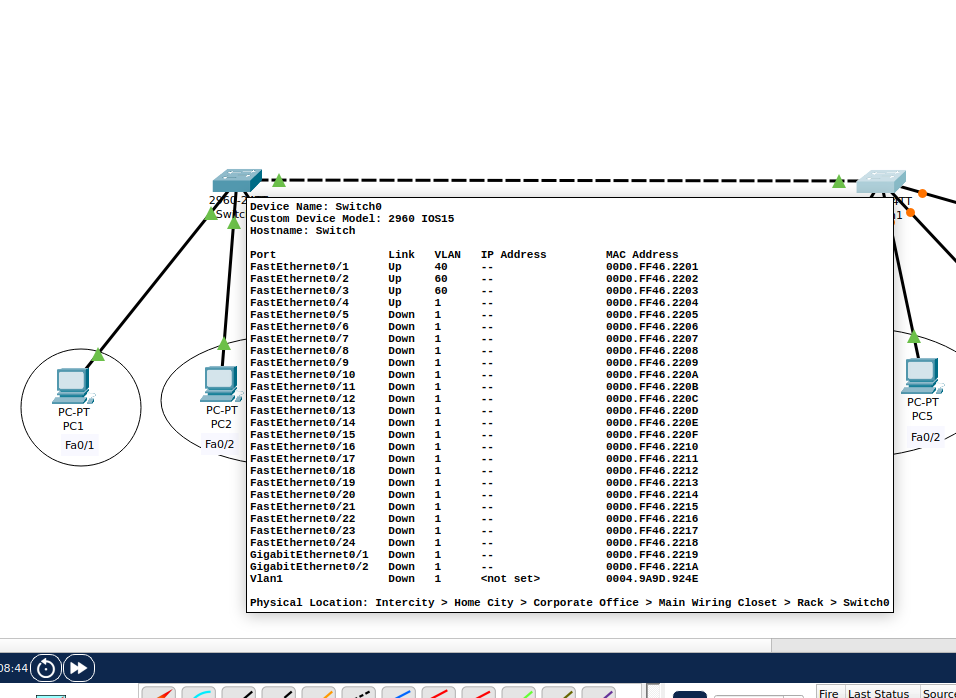 Device Name: Switch0
Custom Device Model: 2960 IOS15
Hostname: Switch
Port Link VLAN IP Address MAC Address
FastEthernet0/1 Up 40 -- 00D0.FF46.2201
FastEthernet0/2 Up 60 -- 00D0.FF46.2202
FastEthernet0/3 Up 60 -- 00D0.FF46.2203
FastEthernet0/4 Up 1 -- 00D0.FF46.2204
FastEthernet0/5 Down 1 -- 00D0.FF46.2205
FastEthernet0/6 Down 1 -- 00D0.FF46.2206
FastEthernet0/7 Down 1 -- 00D0.FF46.2207
FastEthernet0/8 Down 1 -- 00D0.FF46.2208
FastEthernet0/9 Down 1 -- 00D0.FF46.2209
FastEthernet0/10 Down 1 -- 00D0.FF46.220A
FastEthernet0/11 Down 1 -- 00D0.FF46.220B
FastEthernet0/12 Down 1 -- 00D0.FF46.220C
FastEthernet0/13 Down 1 -- 00D0.FF46.220D
FastEthernet0/14 Down 1 -- 00D0.FF46.220E
FastEthernet0/15 Down 1 -- 00D0.FF46.220F
FastEthernet0/16 Down 1 -- 00D0.FF46.2210
FastEthernet0/17 Down 1 -- 00D0.FF46.2211
FastEthernet0/18 Down 1 -- 00D0.FF46.2212
FastEthernet0/19 Down 1 -- 00D0.FF46.2213
FastEthernet0/20 Down 1 -- 00D0.FF46.2214
FastEthernet0/21 Down 1 -- 00D0.FF46.2215
FastEthernet0/22 Down 1 -- 00D0.FF46.2216
FastEthernet0/23 Down 1 -- 00D0.FF46.2217
FastEthernet0/24 Down 1 -- 00D0.FF46.2218
GigabitEthernet0/1 Down 1 -- 00D0.FF46.2219
GigabitEthernet0/2 Down 1 -- 00D0.FF46.221A
Vlan1 Down 1 <not set> 0004.9A9D.924E
Physical Location: Intercity > Home City > Corporate Office > Main Wiring Closet > Rack > Switch0
PC-PT
PC1
Fa0/1
PC-PT
PC2
Fa0/2
PC-PT
PC5
Fa0/2
08:44
Fire Last Status Source